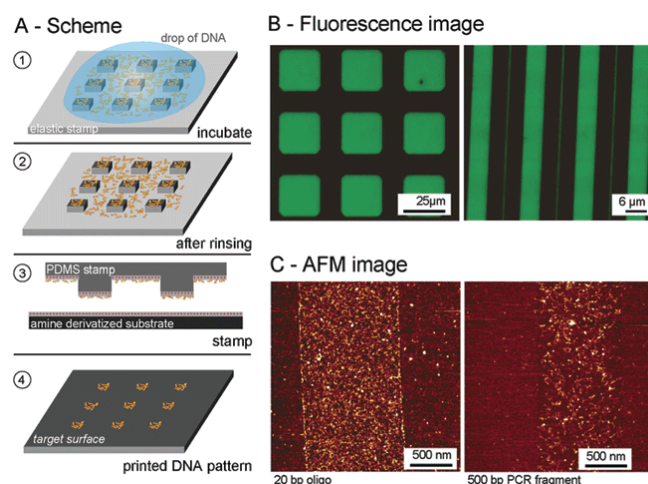 A - Scheme
drop of DNA
1
elastic stamp
incubate
2
after rinsing
3
PDMS stamp
amine derivatized substrate
stamp
4
target surface
printed DNA pattern
B - Fluorescence image
25µm
6 µm
C - AFM image
500 nm
500 nm
20 bp oligo
500 bp PCR fragment